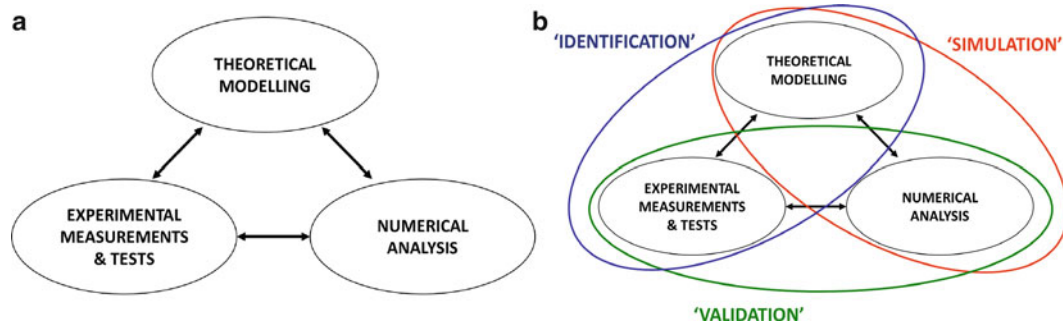 a
THEORETICAL
MODELLING
EXPERIMENTAL
MEASUREMENTS
& TESTS
NUMERICAL
ANALYSIS
b
'IDENTIFICATION'
'SIMULATION'
THEORETICAL
MODELLING
EXPERIMENTAL
MEASUREMENTS
& TESTS
NUMERICAL
ANALYSIS
'VALIDATION'